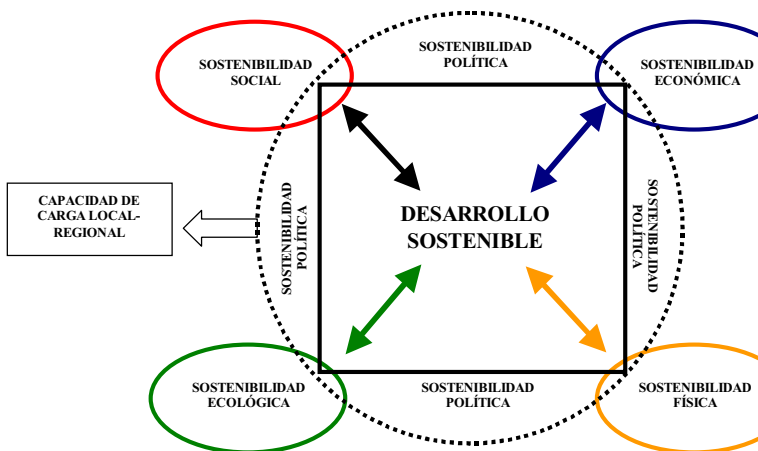 SOSTENIBILIDAD
POLÍTICA
SOSTENIBILIDAD
SOCIAL
SOSTENIBILIDAD
ECONÓMICA
CAPACIDAD DE
CARGA LOCAL-
REGIONAL
SOSTENIBILIDAD
POLÍTICA
DESARROLLO
SOSTENIBLE
SOSTENIBILIDAD
POLÍTICA
SOSTENIBILIDAD
ECOLÓGICA
SOSTENIBILIDAD
POLÍTICA
SOSTENIBILIDAD
FÍSICA